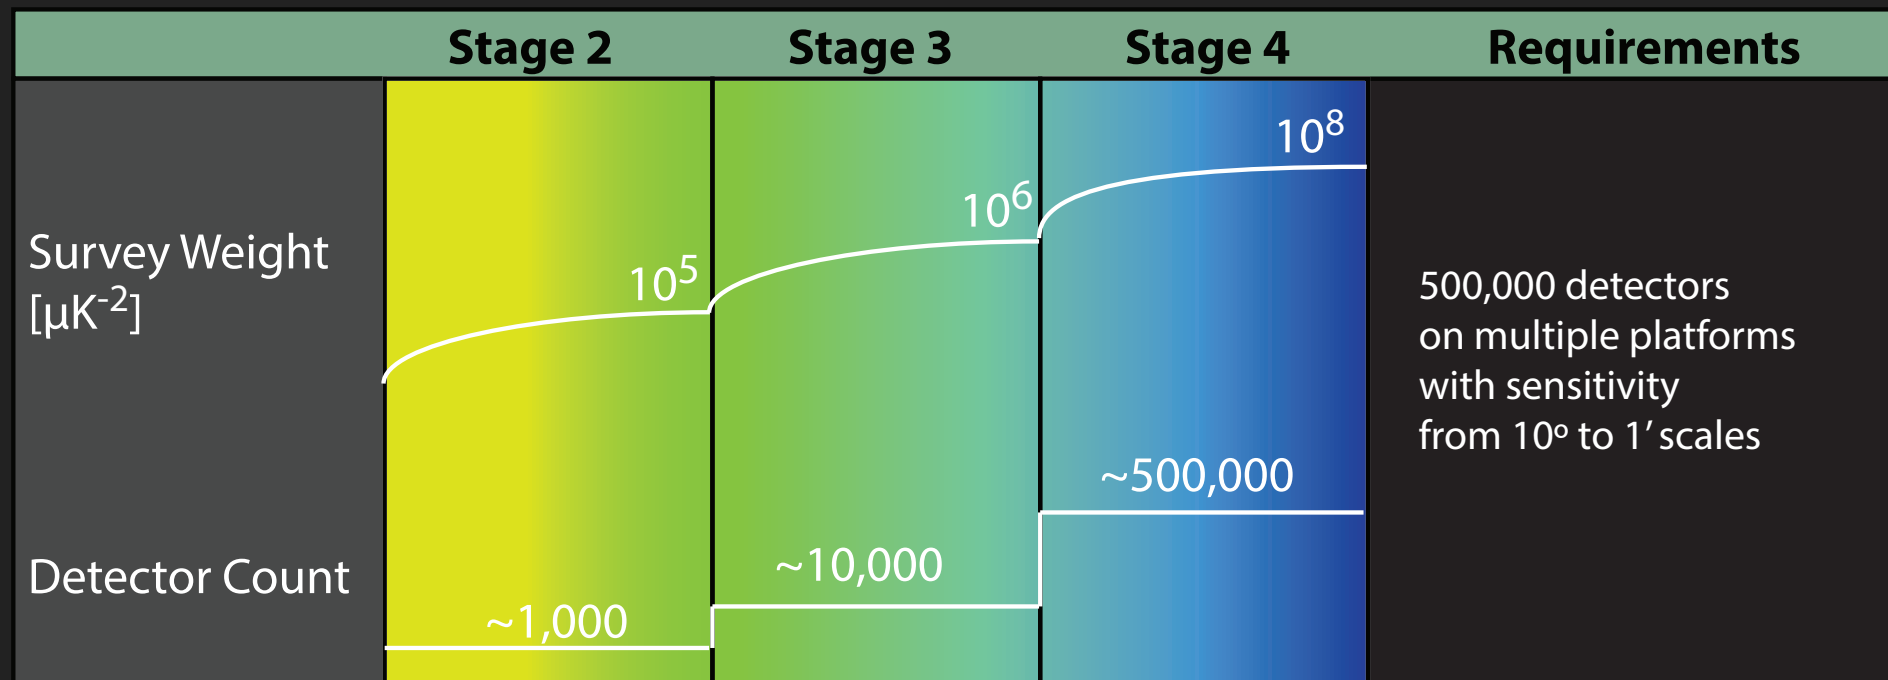 Stage 2 Stage 3 Stage 4 Requirements
Survey Weight
[μK⁻²]
10⁵
10⁶
10⁸
500,000 detectors
on multiple platforms
with sensitivity
from 10º to 1′ scales
Detector Count
~1,000
~10,000
~500,000